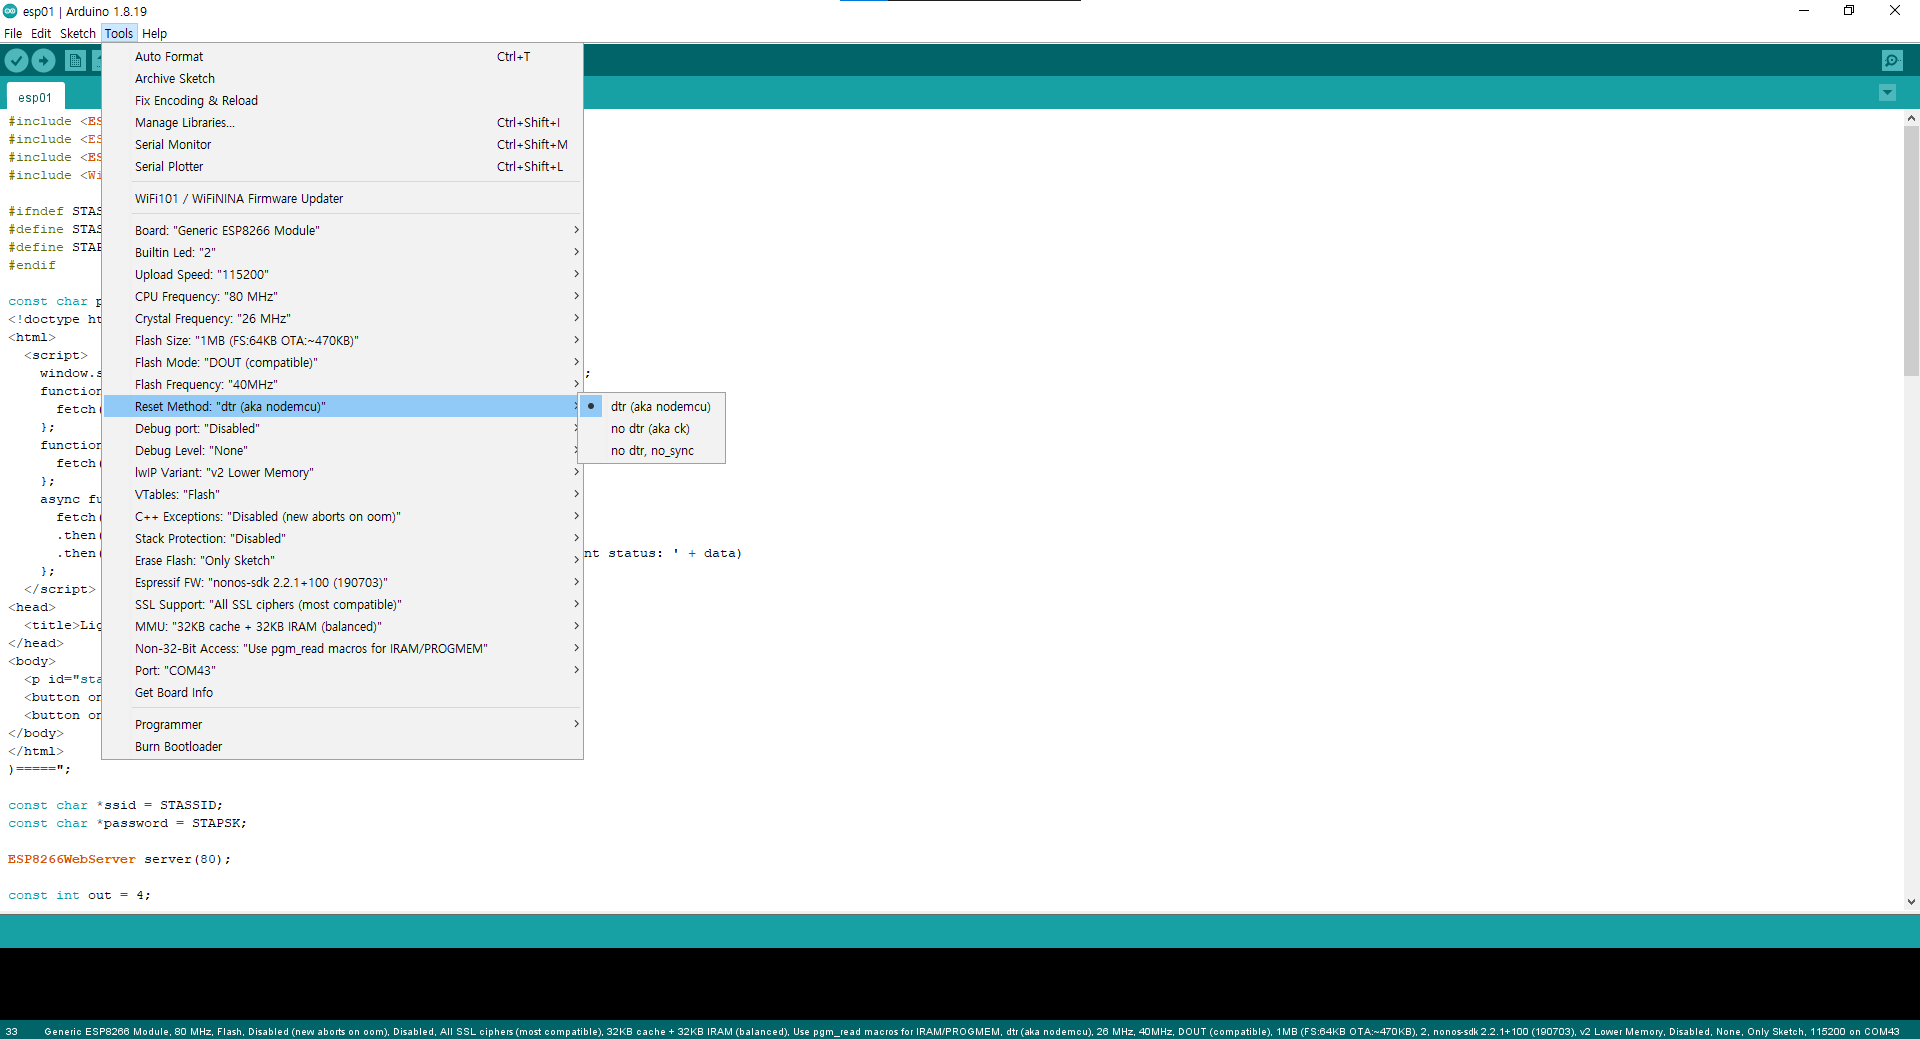 esp01 | Arduino 1.8.19
File Edit Sketch Tools Help
Auto Format Ctrl+T
Archive Sketch
Fix Encoding & Reload
Manage Libraries... Ctrl+Shift+I
Serial Monitor Ctrl+Shift+M
Serial Plotter Ctrl+Shift+L
WiFi101 / WiFiNINA Firmware Updater
Board: "Generic ESP8266 Module"
Builtin Led: "2"
Upload Speed: "115200"
CPU Frequency: "80 MHz"
Crystal Frequency: "26 MHz"
Flash Size: "1MB (FS:64KB OTA:~470KB)"
Flash Mode: "DOUT (compatible)"
Flash Frequency: "40MHz"
Reset Method: "dtr (aka nodemcu)"
Debug port: "Disabled"
Debug Level: "None"
lwIP Variant: "v2 Lower Memory"
VTables: "Flash"
C++ Exceptions: "Disabled (new aborts on oom)"
Stack Protection: "Disabled"
Erase Flash: "Only Sketch"
Espressif FW: "nonos-sdk 2.2.1+100 (190703)"
SSL Support: "All SSL ciphers (most compatible)"
MMU: "32KB cache + 32KB IRAM (balanced)"
Non-32-Bit Access: "Use pgm_read macros for IRAM/PROGMEM"
Port: "COM43"
Get Board Info
Programmer
Burn Bootloader
dtr (aka nodemcu)
no dtr (aka ck)
no dtr, no_sync
esp01
#include <ES
#include <ES
#include <ES
#include <Wi
#ifndef STAS
#define STAS
#define STAP
#endif
const char p
<!doctype ht
<html>
<script>
window.s ;
function
fetch(
};
function
fetch(
};
async fu
fetch(
.then(
.then( nt status: ' + data)
};
</script>
<head>
<title>Lig
</head>
<body>
<p id="sta
<button on
<button on
</body>
</html>
)=====";
const char *ssid = STASSID;
const char *password = STAPSK;
ESP8266WebServer server(80);
const int out = 4;
33 Generic ESP8266 Module, 80 MHz, Flash, Disabled (new aborts on oom), Disabled, All SSL ciphers (most compatible), 32KB cache + 32KB IRAM (balanced), Use pgm_read macros for IRAM/PROGMEM, dtr (aka nodemcu), 26 MHz, 40MHz, DOUT (compatible), 1MB (FS:64KB OTA:~470KB), 2, nonos-sdk 2.2.1+100 (190703), v2 Lower Memory, Disabled, None, Only Sketch, 115200 on COM43